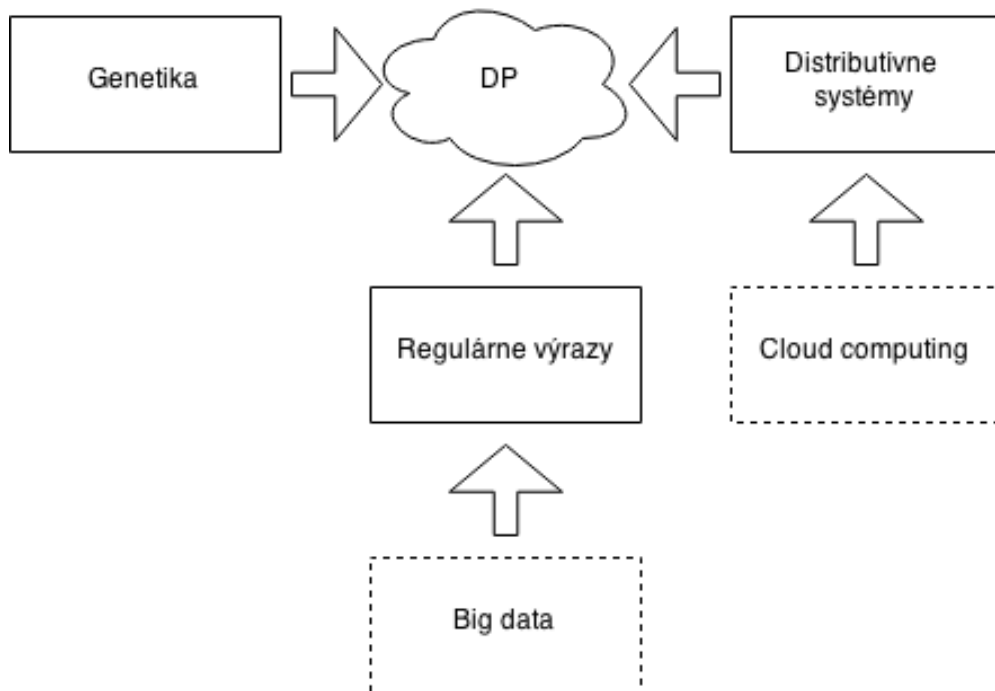 Genetika
DP
Distributívne
systémy
Regulárne výrazy
Cloud computing
Big data